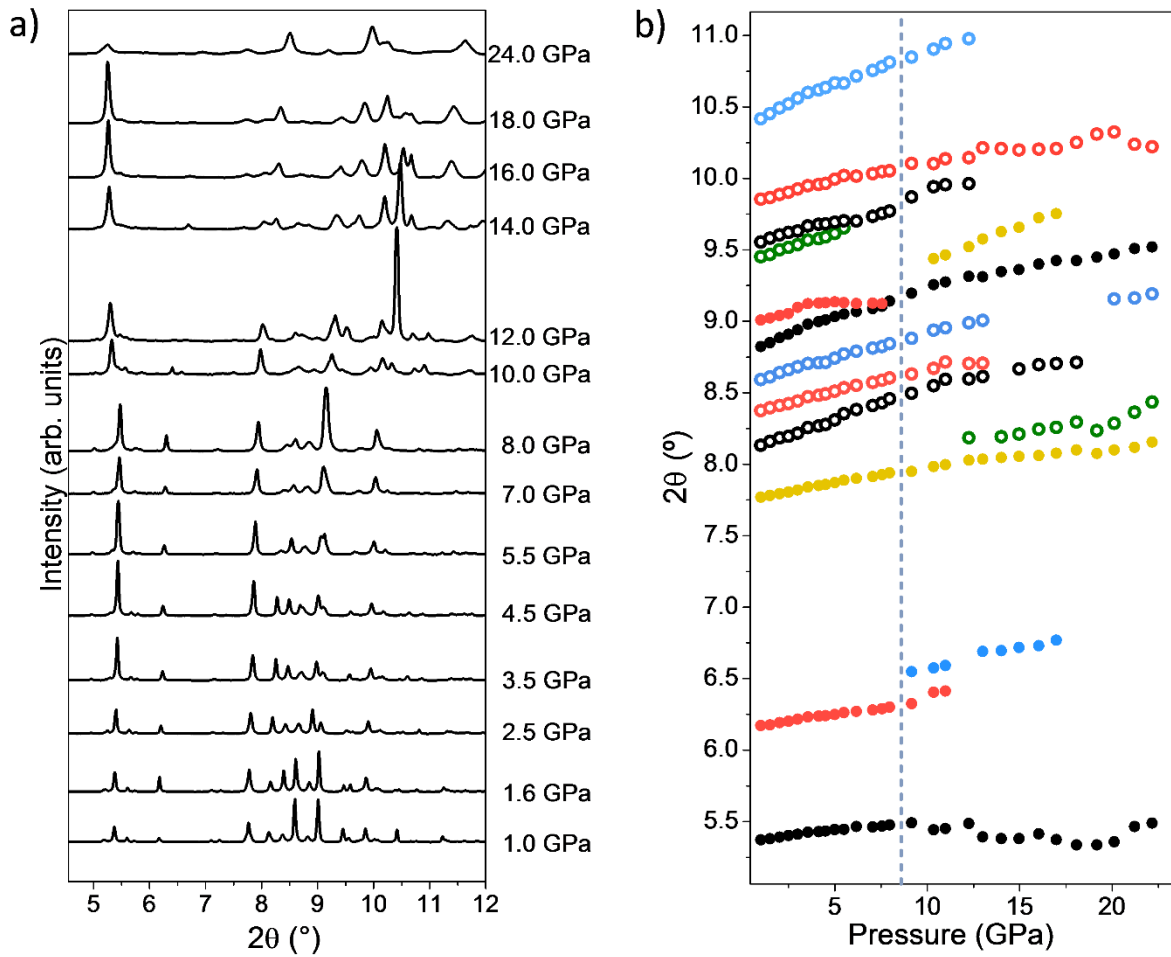 a)
24.0 GPa
18.0 GPa
16.0 GPa
14.0 GPa
12.0 GPa
10.0 GPa
8.0 GPa
7.0 GPa
5.5 GPa
4.5 GPa
3.5 GPa
2.5 GPa
1.6 GPa
1.0 GPa
Intensity (arb. units)
5 6 7 8 9 10 11 12
2θ (°)
b)
11.0
10.5
10.0
9.5
9.0
8.5
8.0
7.5
7.0
6.5
6.0
5.5
2θ (º)
5 10 15 20
Pressure (GPa)